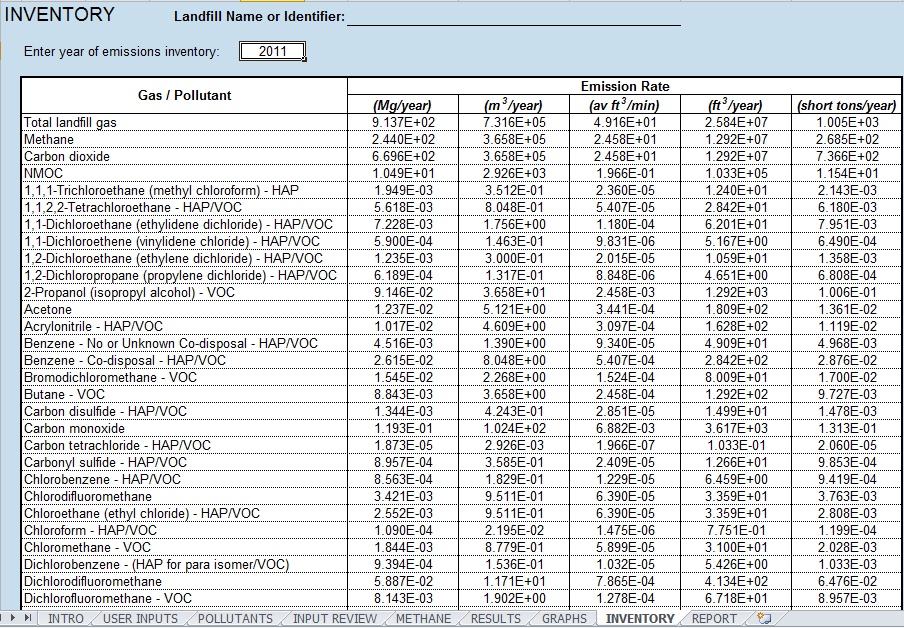 INVENTORY Landfill Name or Identifier:
Enter year of emissions inventory: 2011
Gas / Pollutant Emission Rate
(Mg/year) (m3/year) (av ft3/min) (ft3/year) (short tons/year)
Total landfill gas 9.137E+02 7.316E+05 4.916E+01 2.584E+07 1.005E+03
Methane 2.440E+02 3.658E+05 2.458E+01 1.292E+07 2.685E+02
Carbon dioxide 6.696E+02 3.658E+05 2.458E+01 1.292E+07 7.366E+02
NMOC 1.049E+01 2.926E+03 1.966E-01 1.033E+05 1.154E+01
1,1,1-Trichloroethane (methyl chloroform) - HAP 1.949E-03 3.512E-01 2.360E-05 1.240E+01 2.143E-03
1,1,2,2-Tetrachloroethane - HAP/VOC 5.618E-03 8.048E-01 5.407E-05 2.842E+01 6.180E-03
1,1-Dichloroethane (ethylidene dichloride) - HAP/VOC 7.228E-03 1.756E+00 1.180E-04 6.201E+01 7.951E-03
1,1-Dichloroethene (vinylidene chloride) - HAP/VOC 5.900E-04 1.463E-01 9.831E-06 5.167E+00 6.490E-04
1,2-Dichloroethane (ethylene dichloride) - HAP/VOC 1.235E-03 3.000E-01 2.015E-05 1.059E+01 1.358E-03
1,2-Dichloropropane (propylene dichloride) - HAP/VOC 6.189E-04 1.317E-01 8.848E-06 4.651E+00 6.808E-04
2-Propanol (isopropyl alcohol) - VOC 9.146E-02 3.658E+01 2.458E-03 1.292E+03 1.006E-01
Acetone 1.237E-02 5.121E+00 3.441E-04 1.809E+02 1.361E-02
Acrylonitrile - HAP/VOC 1.017E-02 4.609E+00 3.097E-04 1.628E+02 1.119E-02
Benzene - No or Unknown Co-disposal - HAP/VOC 4.516E-03 1.390E+00 9.340E-05 4.909E+01 4.968E-03
Benzene - Co-disposal - HAP/VOC 2.615E-02 8.048E+00 5.407E-04 2.842E+02 2.876E-02
Bromodichloromethane - VOC 1.545E-02 2.268E+00 1.524E-04 8.009E+01 1.700E-02
Butane - VOC 8.843E-03 3.658E+00 2.458E-04 1.292E+02 9.727E-03
Carbon disulfide - HAP/VOC 1.344E-03 4.243E-01 2.851E-05 1.499E+01 1.478E-03
Carbon monoxide 1.193E-01 1.024E+02 6.882E-03 3.617E+03 1.313E-01
Carbon tetrachloride - HAP/VOC 1.873E-05 2.926E-03 1.966E-07 1.033E-01 2.060E-05
Carbonyl sulfide - HAP/VOC 8.957E-04 3.585E-01 2.409E-05 1.266E+01 9.853E-04
Chlorobenzene - HAP/VOC 8.563E-04 1.829E-01 1.229E-05 6.459E+00 9.419E-04
Chlorodifluoromethane 3.421E-03 9.511E-01 6.390E-05 3.359E+01 3.763E-03
Chloroethane (ethyl chloride) - HAP/VOC 2.552E-03 9.511E-01 6.390E-05 3.359E+01 2.808E-03
Chloroform - HAP/VOC 1.090E-04 2.195E-02 1.475E-06 7.751E-01 1.199E-04
Chloromethane - VOC 1.844E-03 8.779E-01 5.899E-05 3.100E+01 2.028E-03
Dichlorobenzene - (HAP for para isomer/VOC) 9.394E-04 1.536E-01 1.032E-05 5.426E+00 1.033E-03
Dichlorodifluoromethane 5.887E-02 1.171E+01 7.865E-04 4.134E+02 6.476E-02
Dichlorofluoromethane - VOC 8.143E-03 1.902E+00 1.278E-04 6.718E+01 8.957E-03
INTRO USER INPUTS POLLUTANTS INPUT REVIEW METHANE RESULTS GRAPHS INVENTORY REPORT